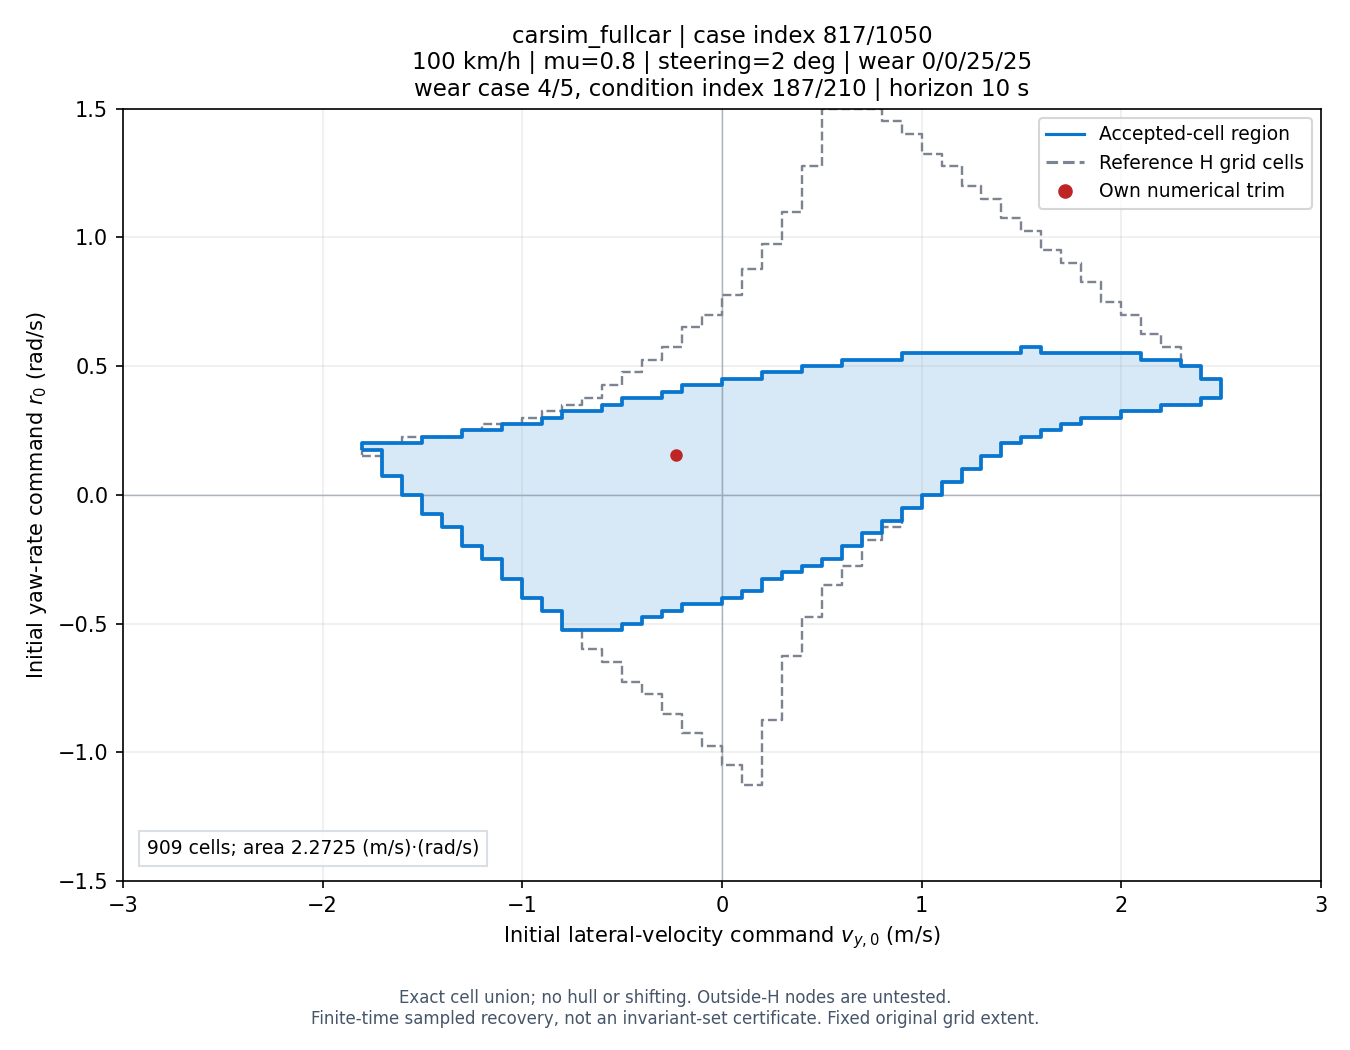 carsim_fullcar | case index 817/1050
100 km/h | mu=0.8 | steering=2 deg | wear 0/0/25/25
wear case 4/5, condition index 187/210 | horizon 10 s
Accepted-cell region
Reference H grid cells
Own numerical trim
1.5
1.0
0.5
0.0
−0.5
−1.0
−1.5
Initial yaw-rate command r0 (rad/s)
909 cells; area 2.2725 (m/s)·(rad/s)
−3
−2
−1
0
1
2
3
Initial lateral-velocity command vy,0 (m/s)
Exact cell union; no hull or shifting. Outside-H nodes are untested.
Finite-time sampled recovery, not an invariant-set certificate. Fixed original grid extent.